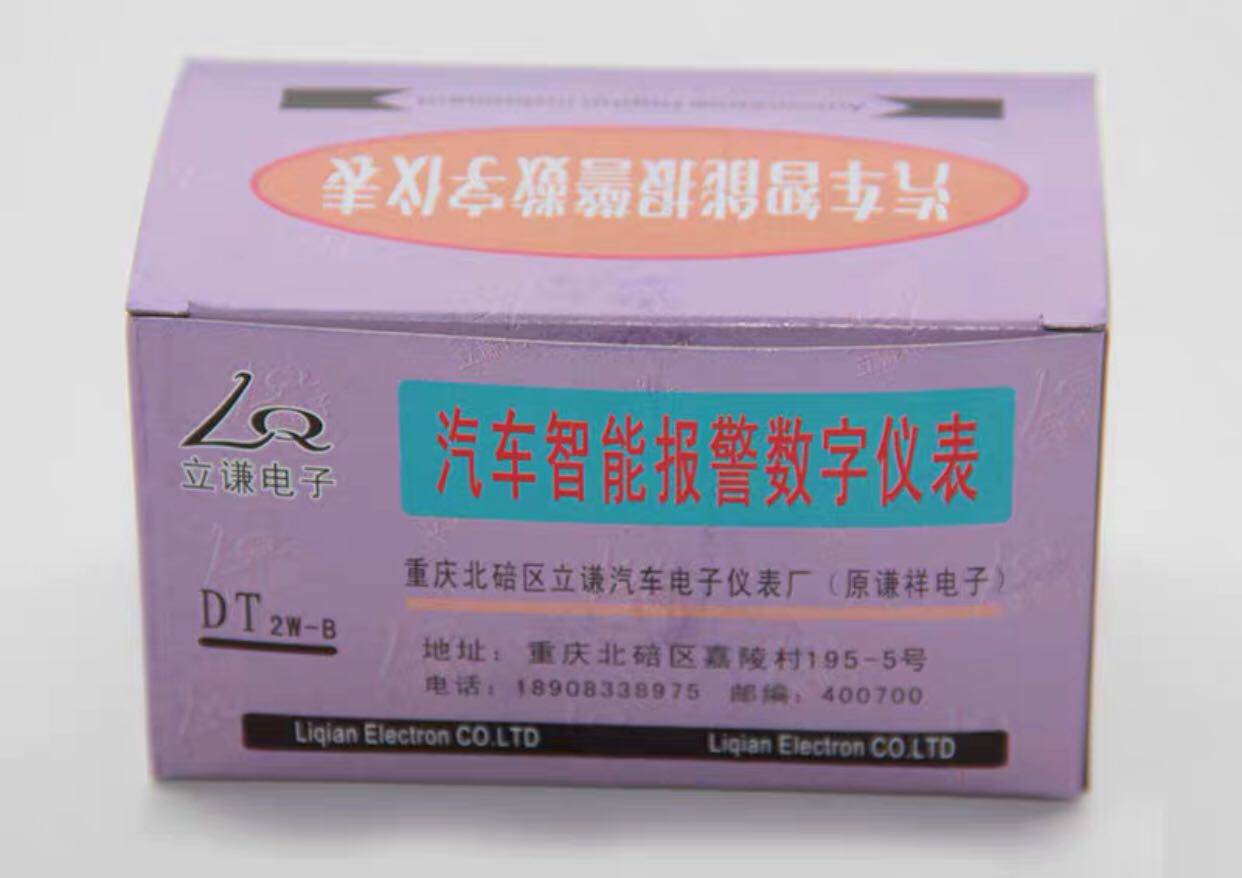 汽车智能报警数字仪表
LQ
立谦电子
汽车智能报警数字仪表
重庆北碚区立谦汽车电子仪表厂（原谦祥电子）
DT 2W-B
地址：重庆北碚区嘉陵村195-5号
电话：18908338975 邮编：400700
Liqian Electron CO.LTD Liqian Electron CO.LTD